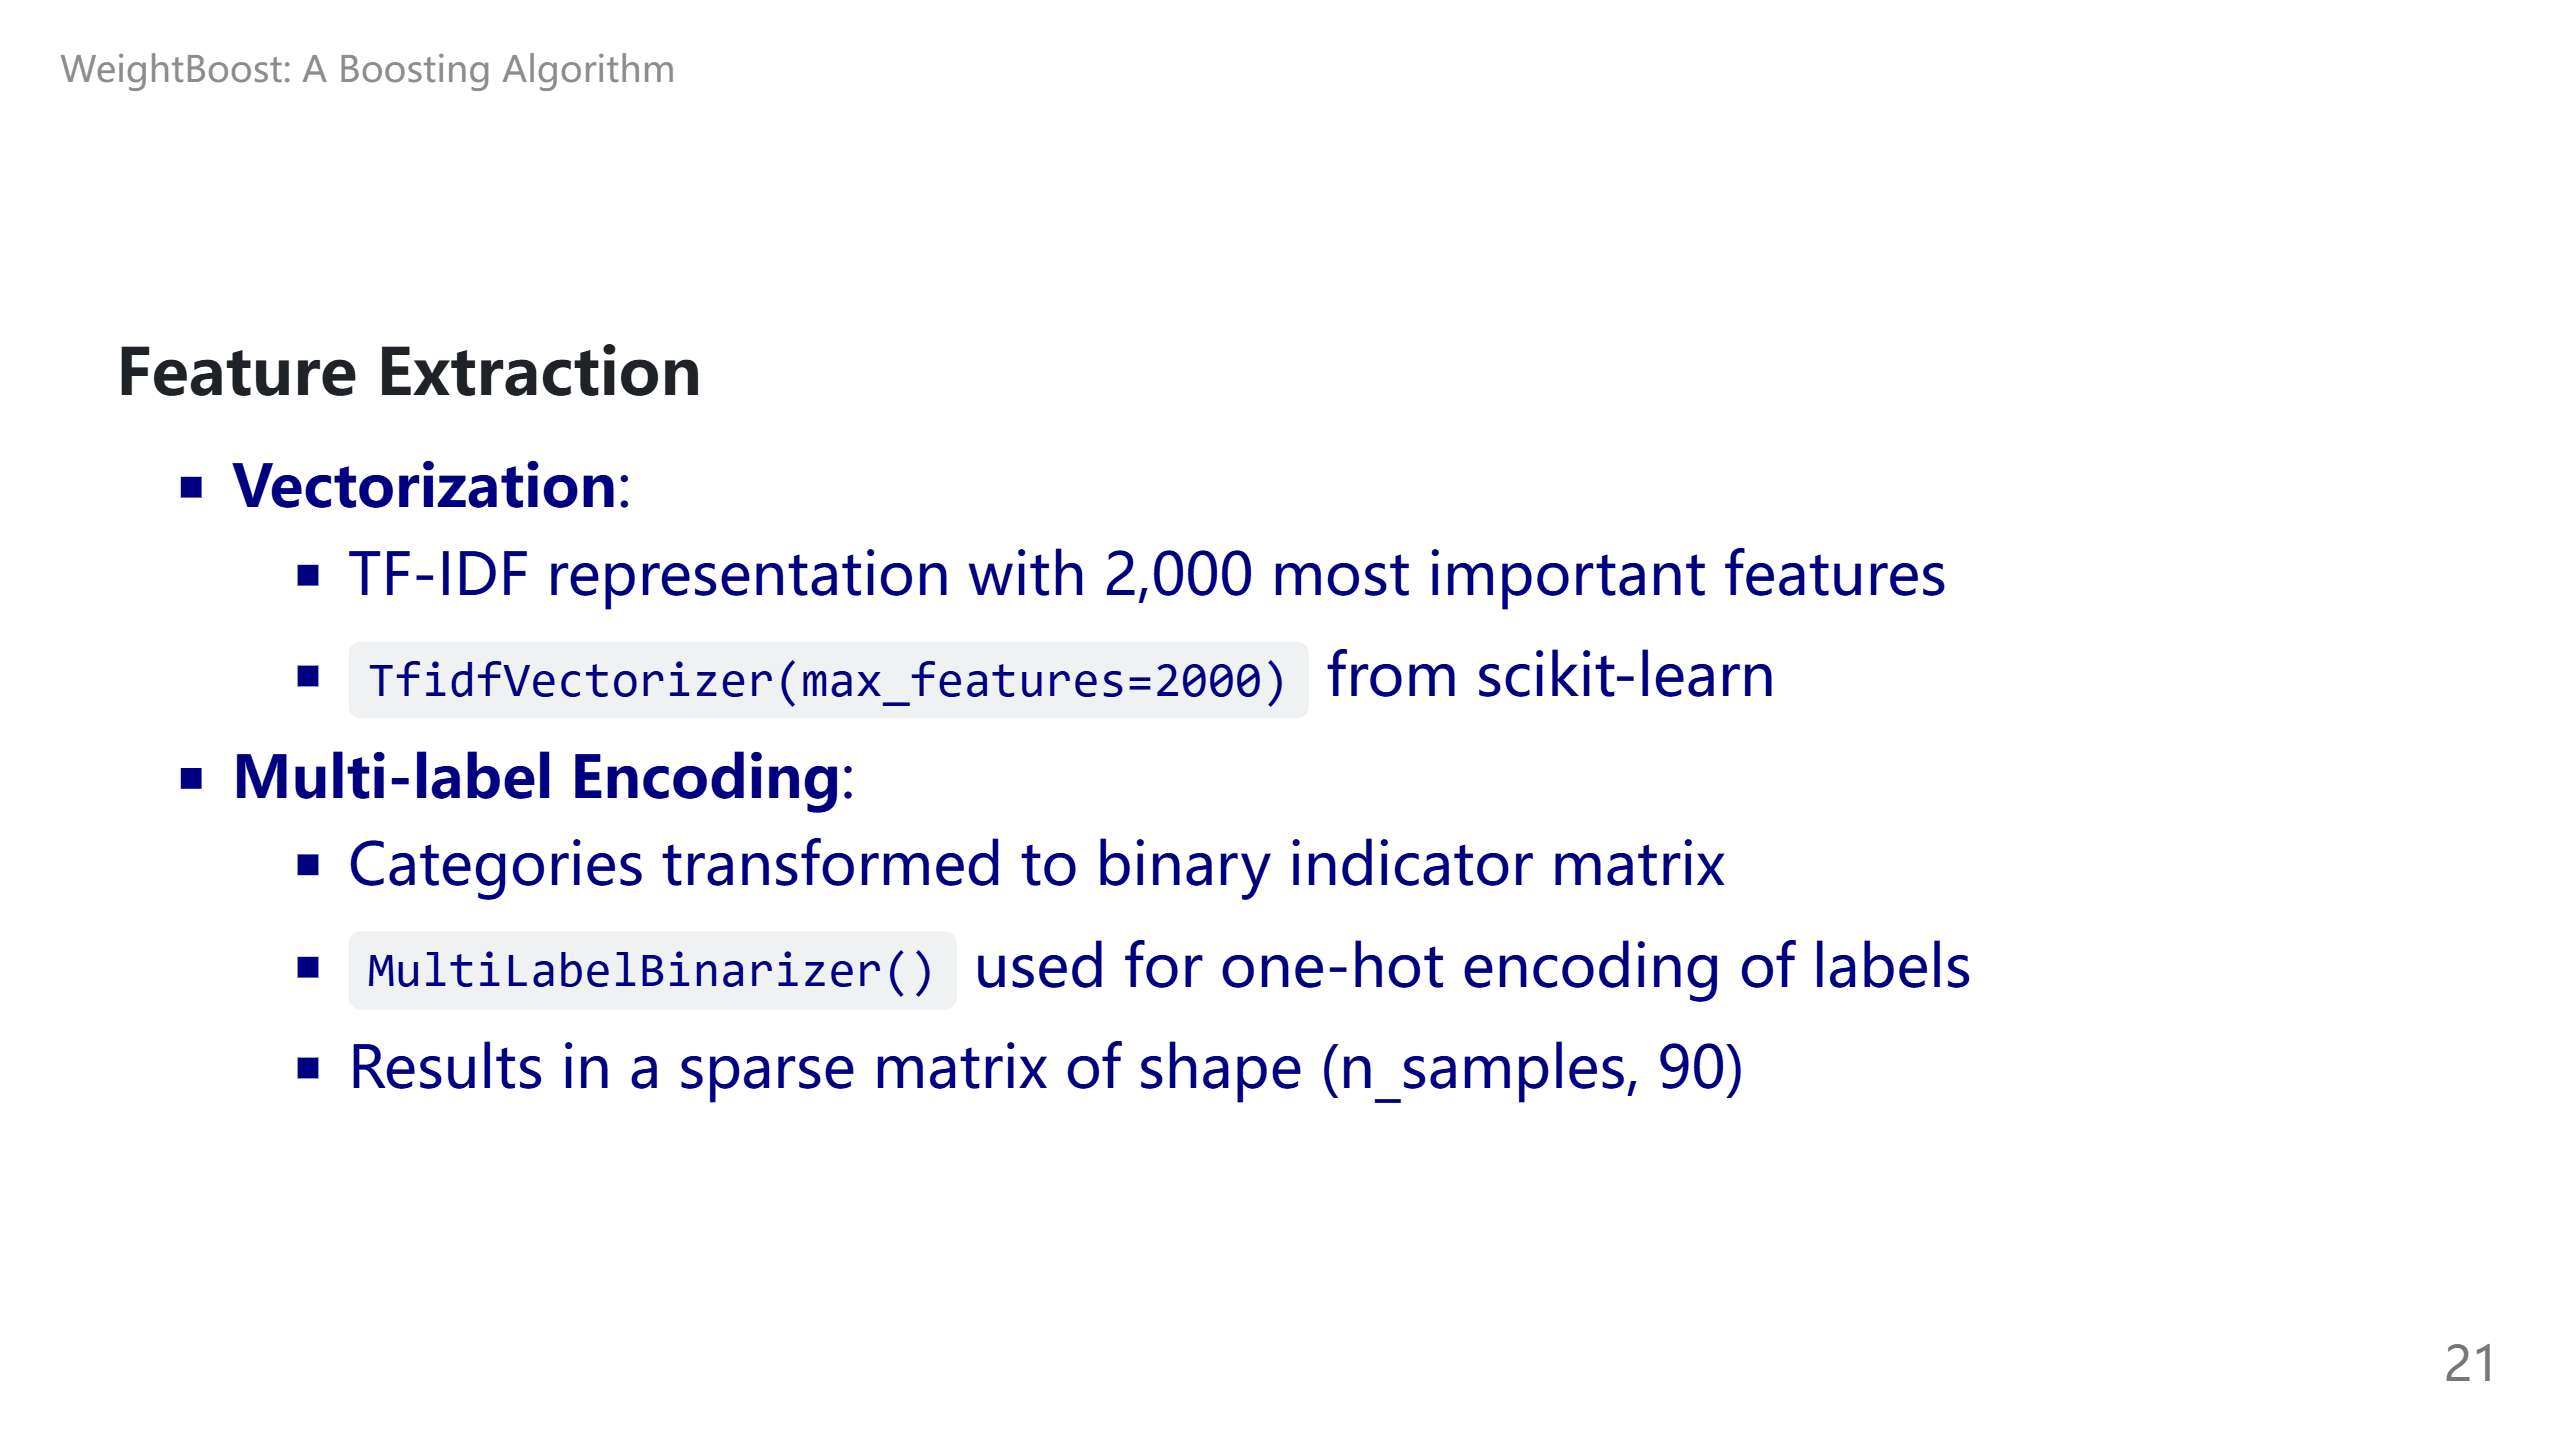 WeightBoost: A Boosting Algorithm
Feature Extraction
Vectorization:
TF-IDF representation with 2,000 most important features
TfidfVectorizer(max_features=2000) from scikit-learn
Multi-label Encoding:
Categories transformed to binary indicator matrix
MultiLabelBinarizer() used for one-hot encoding of labels
Results in a sparse matrix of shape (n_samples, 90)
21